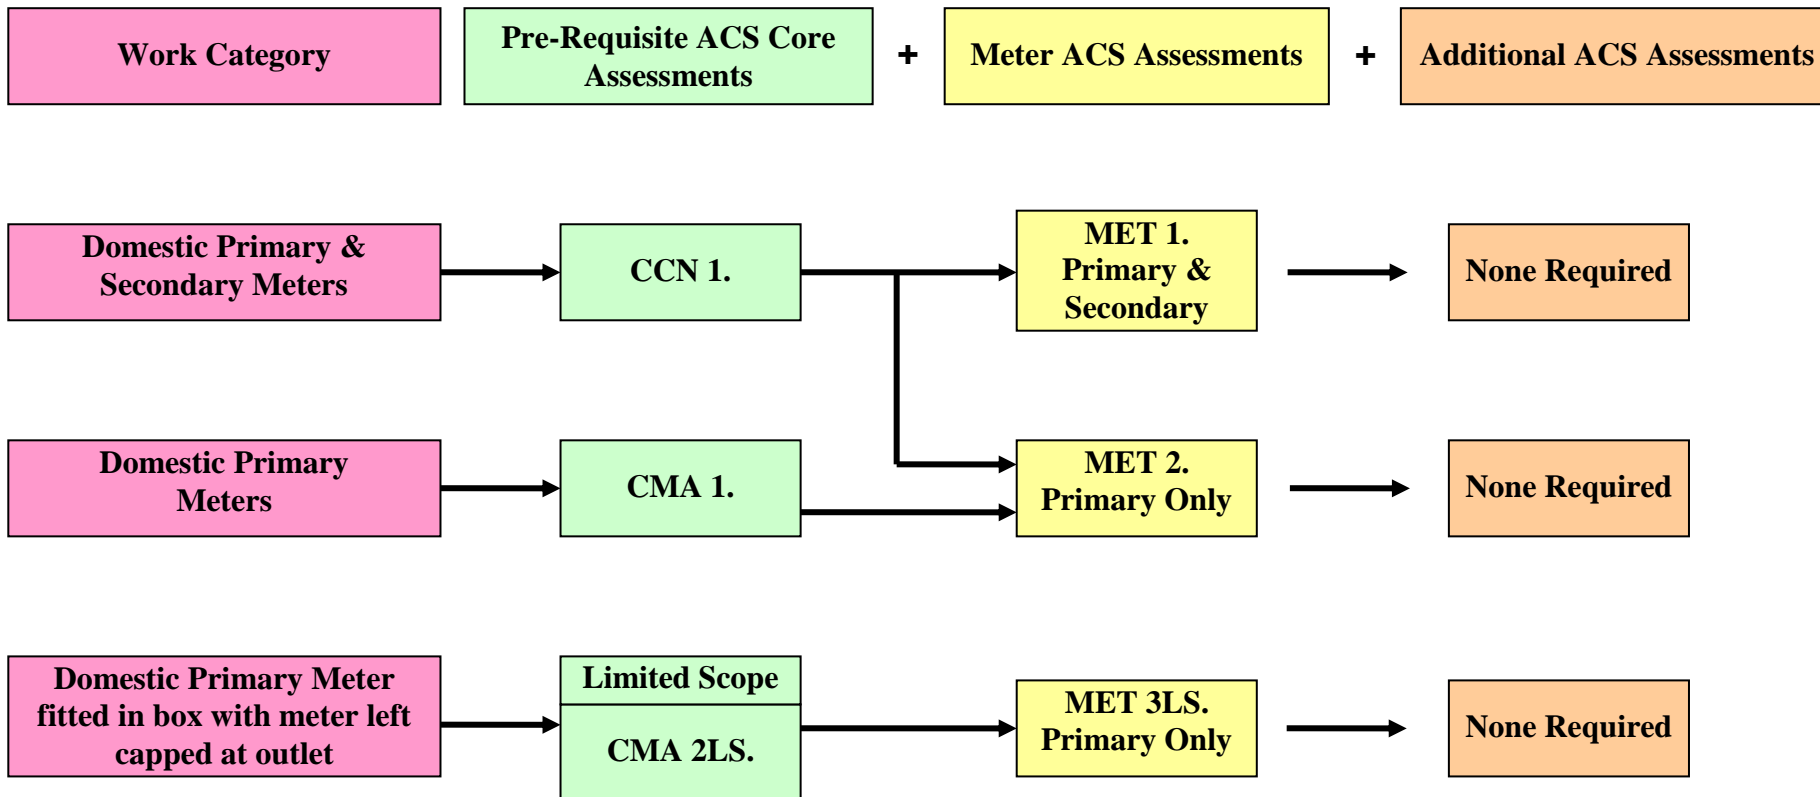 Work Category
Pre-Requisite ACS Core
Assessments
+
Meter ACS Assessments
+
Additional ACS Assessments
Domestic Primary &
Secondary Meters
CCN 1.
MET 1.
Primary &
Secondary
None Required
Domestic Primary
Meters
CMA 1.
MET 2.
Primary Only
None Required
Domestic Primary Meter
fitted in box with meter left
capped at outlet
Limited Scope
CMA 2LS.
MET 3LS.
Primary Only
None Required